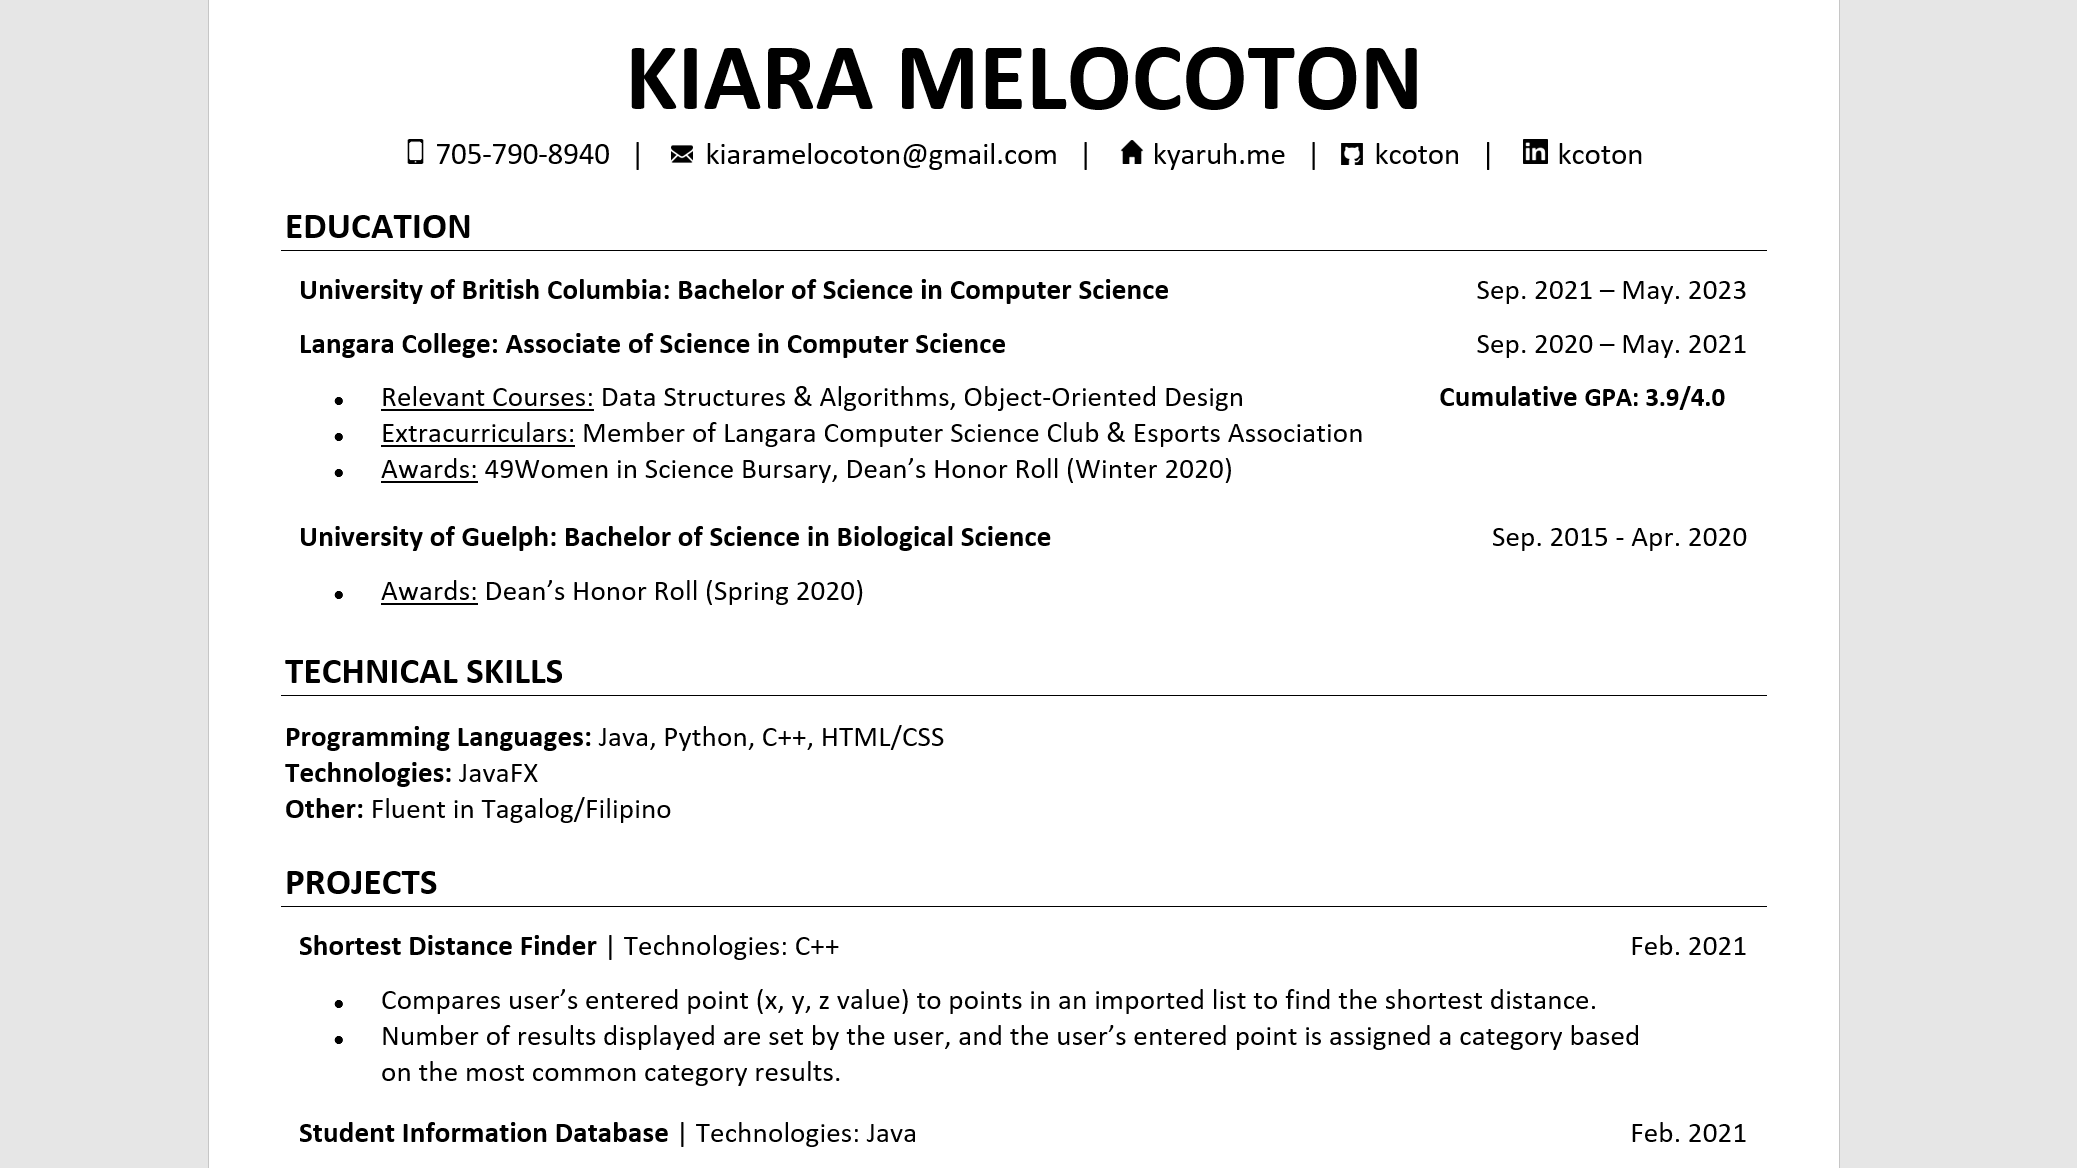 KIARA MELOCOTON
705-790-8940 | kiaramelocoton@gmail.com | kyaruh.me | kcoton | in kcoton
EDUCATION
University of British Columbia: Bachelor of Science in Computer Science Sep. 2021 – May. 2023
Langara College: Associate of Science in Computer Science Sep. 2020 – May. 2021
• Relevant Courses: Data Structures & Algorithms, Object-Oriented Design Cumulative GPA: 3.9/4.0
• Extracurriculars: Member of Langara Computer Science Club & Esports Association
• Awards: 49Women in Science Bursary, Dean’s Honor Roll (Winter 2020)
University of Guelph: Bachelor of Science in Biological Science Sep. 2015 - Apr. 2020
• Awards: Dean’s Honor Roll (Spring 2020)
TECHNICAL SKILLS
Programming Languages: Java, Python, C++, HTML/CSS
Technologies: JavaFX
Other: Fluent in Tagalog/Filipino
PROJECTS
Shortest Distance Finder | Technologies: C++ Feb. 2021
• Compares user’s entered point (x, y, z value) to points in an imported list to find the shortest distance.
• Number of results displayed are set by the user, and the user’s entered point is assigned a category based
on the most common category results.
Student Information Database | Technologies: Java Feb. 2021